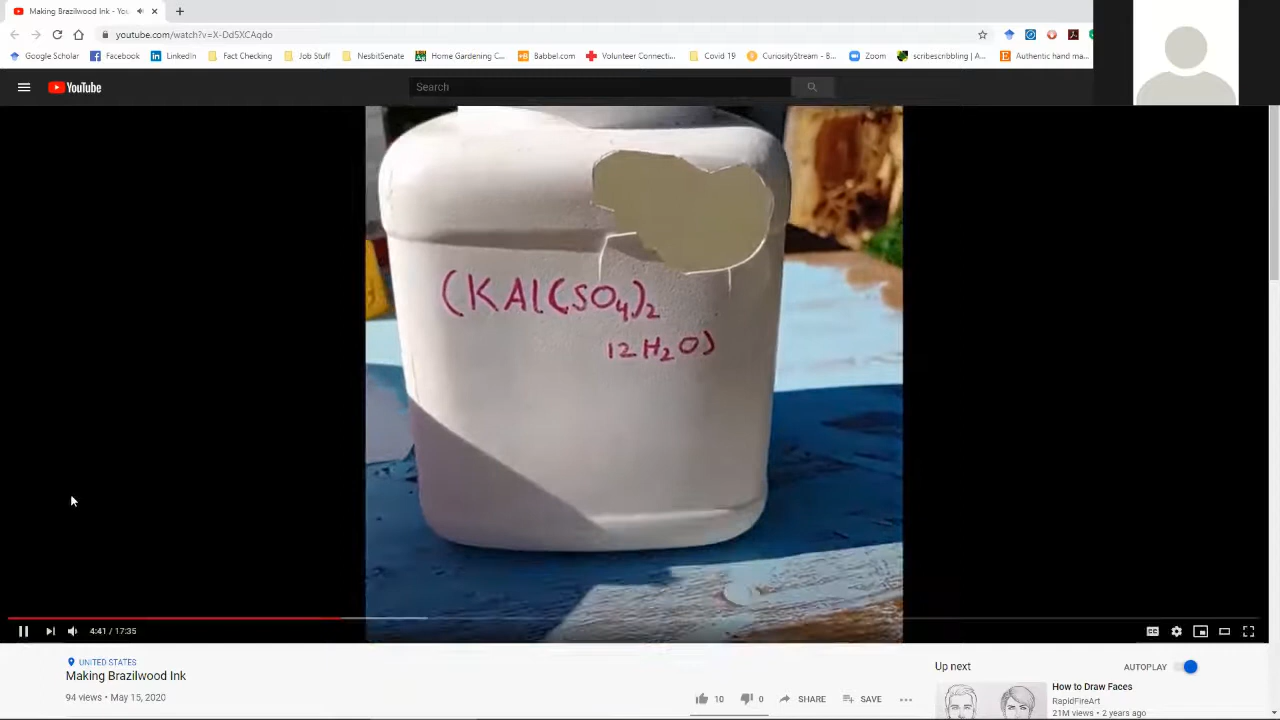 Making Brazilwood Ink - You
youtube.com/watch?v=X-DdSXCAqdo
Google Scholar Facebook LinkedIn Fact Checking Job Stuff NesbitSenate Home Gardening C... Babbel.com Volunteer Connecti... Covid 19 CuriosityStream - B... Zoom scribesscribbling | A... Authentic hand ma...
YouTube
Search
(KAl(SO4)2
12H2O)
4:41 / 17:35
CC
UNITED STATES
Making Brazilwood Ink
94 views • May 15, 2020
10 0 SHARE SAVE
Up next
AUTOPLAY
How to Draw Faces
RapidFireArt
21M views • 2 years ago